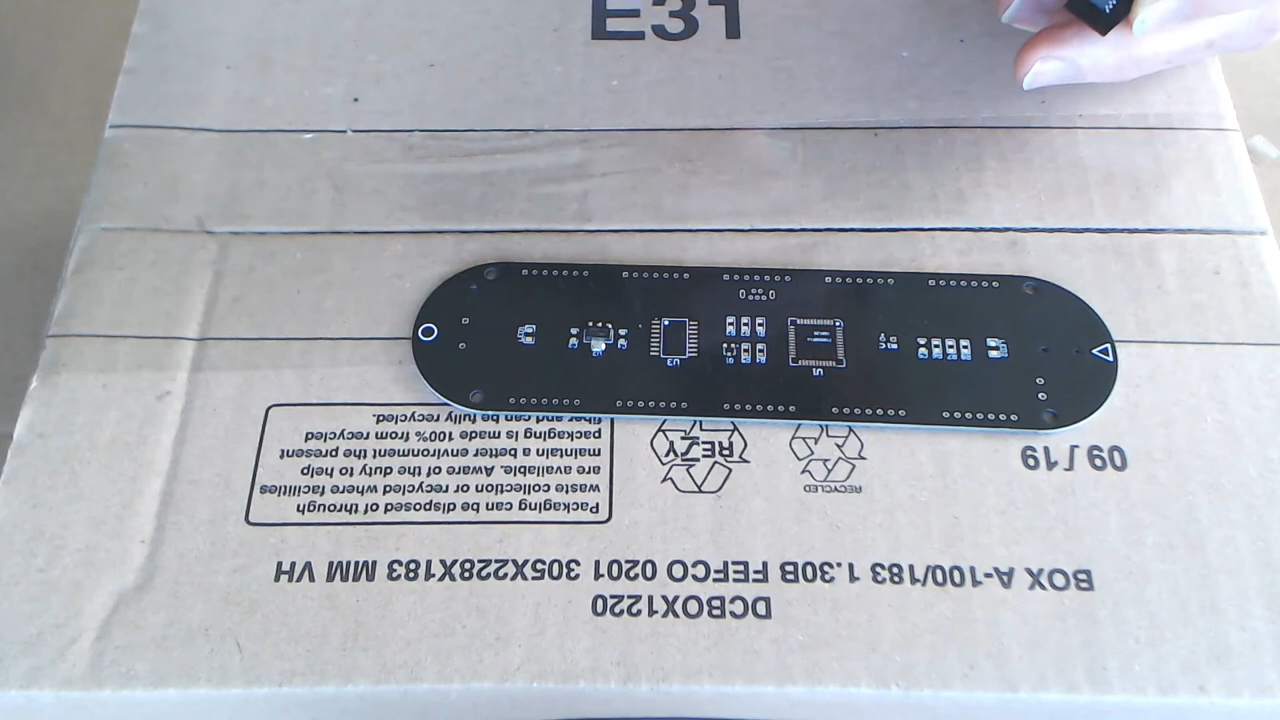 DCBOX1220
BOX A-100/183 1.30B FEFCO 0201 305X228X183 MM VH
Packaging can be disposed of through
waste collection or recycled where facilities
are available. Aware of the duty to help
maintain a better environment the present
packaging is made from 100% recycled
fiber and can be fully recycled.
RECYCLED
RESY
09 J 19
U1
U3
E31